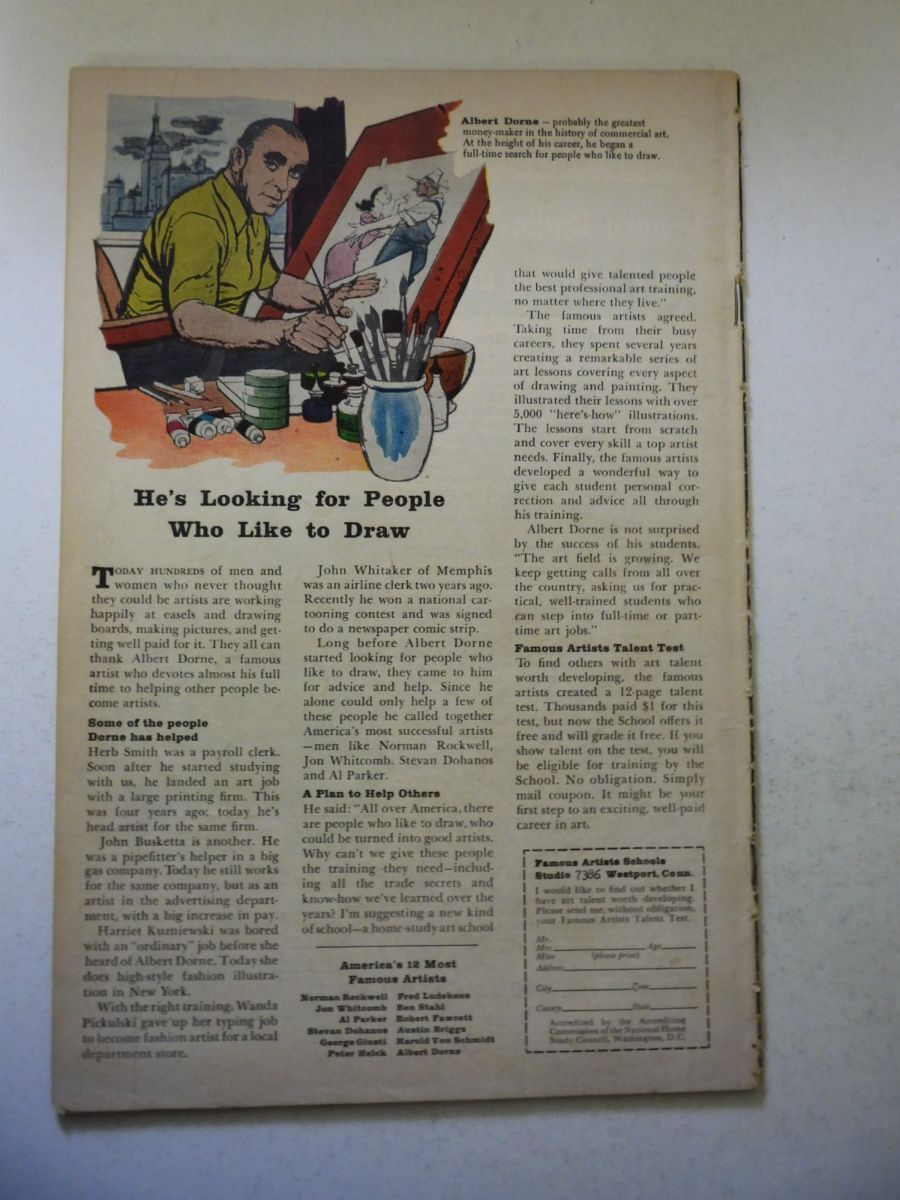 Albert Dorne — probably the greatest
money-maker in the history of commercial art.
At the height of his career, he began a
full-time search for people who like to draw.
He's Looking for People
Who Like to Draw
TODAY HUNDREDS of men and
women who never thought
they could be artists are working
happily at easels and drawing
boards, making pictures, and get-
ting well paid for it. They all can
thank Albert Dorne, a famous
artist who devotes almost his full
time to helping other people be-
come artists.
Some of the people
Dorne has helped
Herb Smith was a payroll clerk.
Soon after he started studying
with us, he landed an art job
with a large printing firm. This
was four years ago; today he's
head artist for the same firm.
John Busketta is another. He
was a pipefitter's helper in a big
gas company. Today he still works
for the same company, but as an
artist in the advertising depart-
ment, with a big increase in pay.
Harriet Kuzniewski was bored
with an "ordinary" job before she
heard of Albert Dorne. Today she
does high-style fashion illustra-
tion in New York.
With the right training, Wanda
Pickulski gave up her typing job
to become fashion artist for a local
department store.
John Whitaker of Memphis
was an airline clerk two years ago.
Recently he won a national car-
tooning contest and was signed
to do a newspaper comic strip.
Long before Albert Dorne
started looking for people who
like to draw, they came to him
for advice and help. Since he
alone could only help a few of
these people he called together
America's most successful artists
—men like Norman Rockwell,
Jon Whitcomb, Stevan Dohanos
and Al Parker.
A Plan to Help Others
He said: "All over America, there
are people who like to draw, who
could be turned into good artists.
Why can't we give these people
the training they need—includ-
ing all the trade secrets and
know-how we've learned over the
years? I'm suggesting a new kind
of school—a home-study art school
America's 12 Most
Famous Artists
Norman Rockwell Fred Ludekens
Jon Whitcomb Ben Stahl
Al Parker Robert Fawcett
Stevan Dohanos Austin Briggs
George Giusti Harold Von Schmidt
Peter Helck Albert Dorne
that would give talented people
the best professional art training,
no matter where they live."
The famous artists agreed.
Taking time from their busy
careers, they spent several years
creating a remarkable series of
art lessons covering every aspect
of drawing and painting. They
illustrated their lessons with over
5,000 "here's-how" illustrations.
The lessons start from scratch
and cover every skill a top artist
needs. Finally, the famous artists
developed a wonderful way to
give each student personal cor-
rection and advice all through
his training.
Albert Dorne is not surprised
by the success of his students.
"The art field is growing. We
keep getting calls from all over
the country, asking us for prac-
tical, well-trained students who
can step into full-time or part-
time art jobs."
Famous Artists Talent Test
To find others with art talent
worth developing, the famous
artists created a 12-page talent
test. Thousands paid $1 for this
test, but now the School offers it
free and will grade it free. If you
show talent on the test, you will
be eligible for training by the
School. No obligation. Simply
mail coupon. It might be your
first step to an exciting, well-paid
career in art.
Famous Artists Schools
Studio 7386 Westport, Conn.
I would like to find out whether I
have art talent worth developing.
Please send me, without obligation,
your Famous Artists Talent Test.
Mr.
Mrs. Age
Miss (please print)
Address
City Zone
County State
Accredited by the Accrediting
Commission of the National Home
Study Council, Washington, D.C.